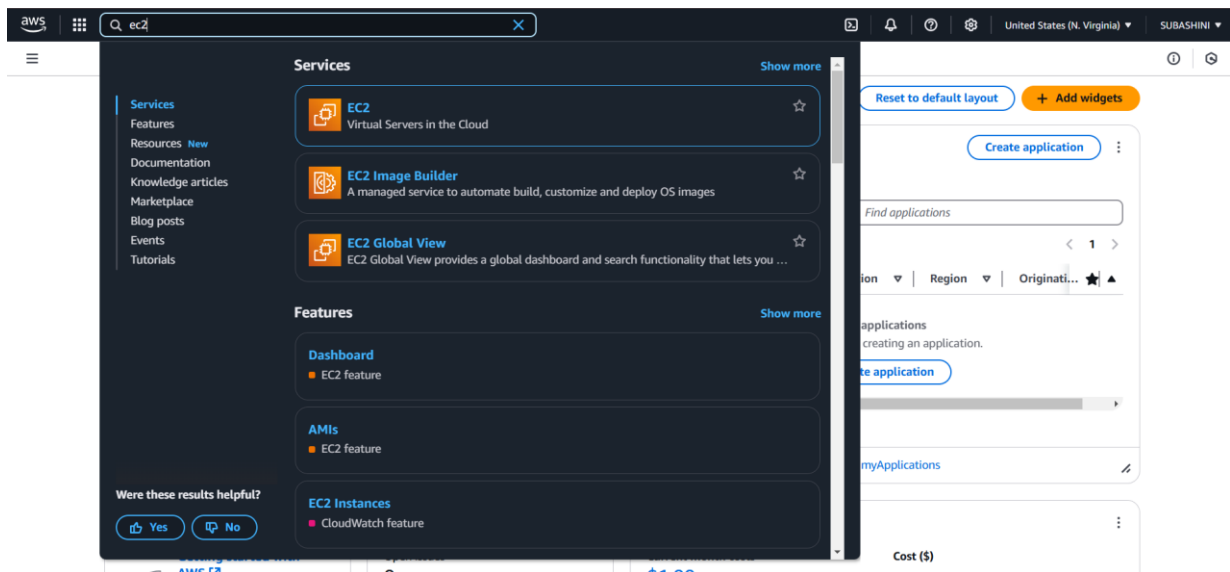 aws
ec2
United States (N. Virginia) ▼
SUBASHINI ▼
Services
Features
Resources New
Documentation
Knowledge articles
Marketplace
Blog posts
Events
Tutorials
Were these results helpful?
Yes
No
Services
Show more
EC2
Virtual Servers in the Cloud
EC2 Image Builder
A managed service to automate build, customize and deploy OS images
EC2 Global View
EC2 Global View provides a global dashboard and search functionality that lets you ...
Features
Show more
Dashboard
EC2 feature
AMIs
EC2 feature
EC2 Instances
CloudWatch feature
Reset to default layout
+ Add widgets
Create application
Find applications
1
ion
Region
Originati...
applications
creating an application.
te application
myApplications
Cost ($)
AWS